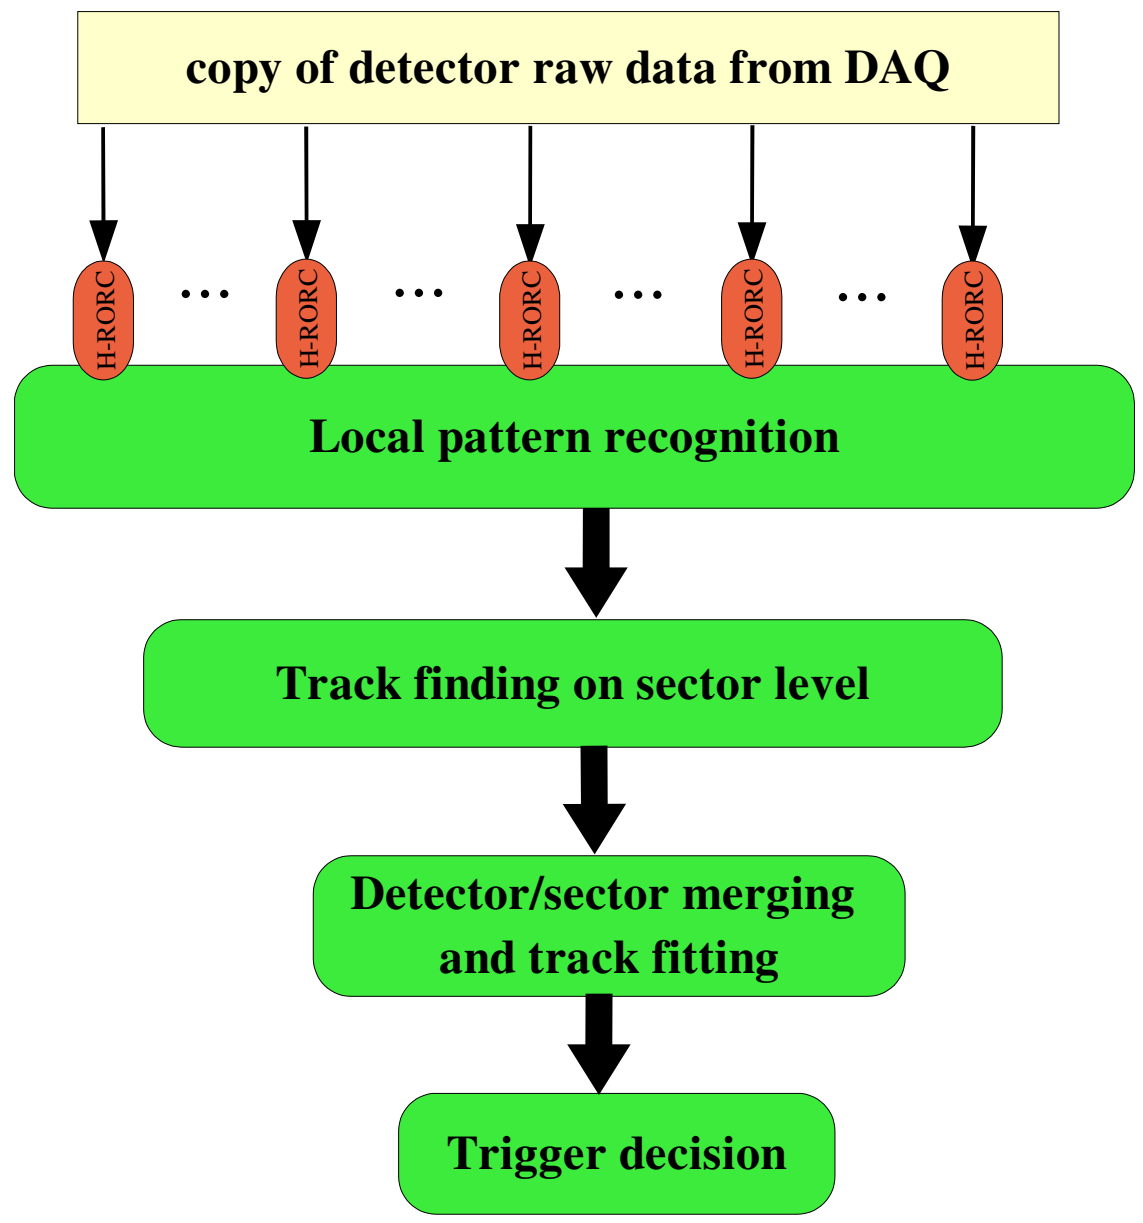 copy of detector raw data from DAQ
H-RORC
...
H-RORC
...
H-RORC
...
H-RORC
...
H-RORC
Local pattern recognition
Track finding on sector level
Detector/sector merging
and track fitting
Trigger decision